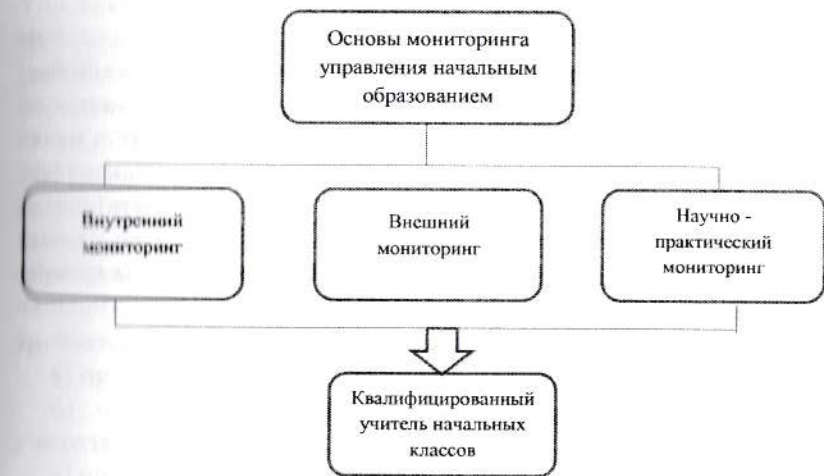 Основы мониторинга
управления начальным
образованием
Внутренний
мониторинг
Внешний
мониторинг
Научно -
практический
мониторинг
Квалифицированный
учитель начальных
классов